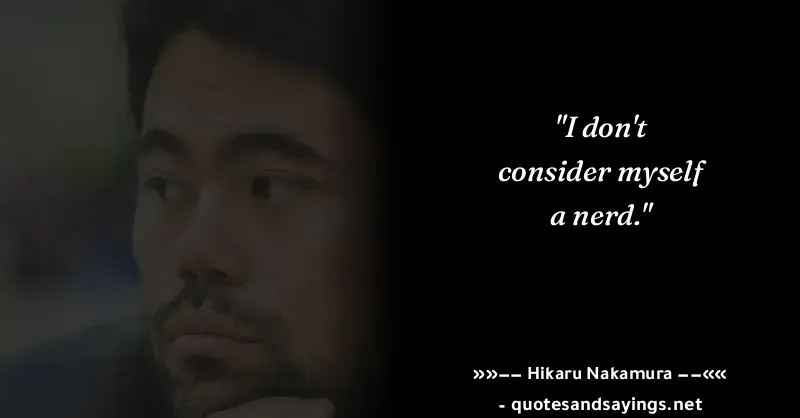 "I don't
consider myself
a nerd."
»»−− Hikaru Nakamura −−««
- quotesandsayings.net